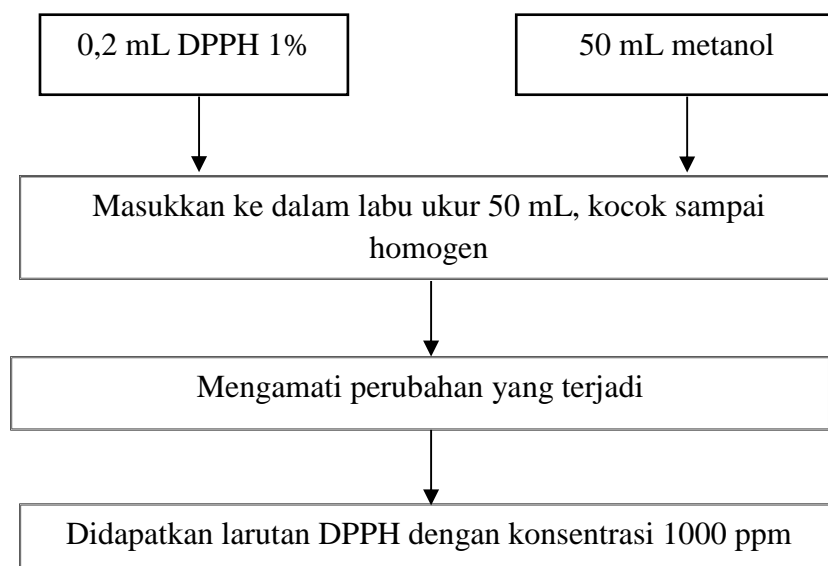 0,2 mL DPPH 1%
50 mL metanol
Masukkan ke dalam labu ukur 50 mL, kocok sampai
homogen
Mengamati perubahan yang terjadi
Didapatkan larutan DPPH dengan konsentrasi 1000 ppm